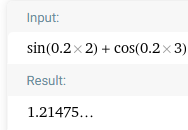 Input:
sin(0.2×2) + cos(0.2×3)
Result:
1.21475…